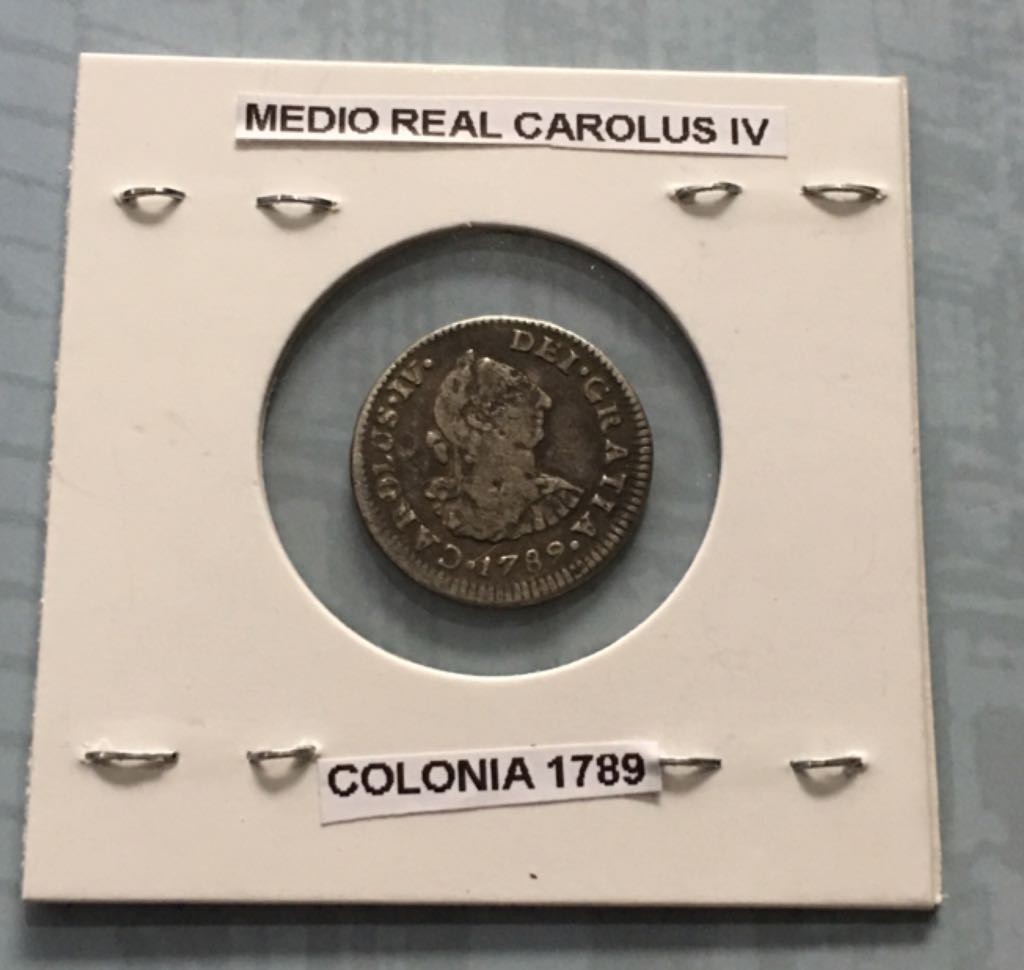 MEDIO REAL CAROLUS IV
CAROLUS·IV· DEI·GRATIA·1789·
COLONIA 1789